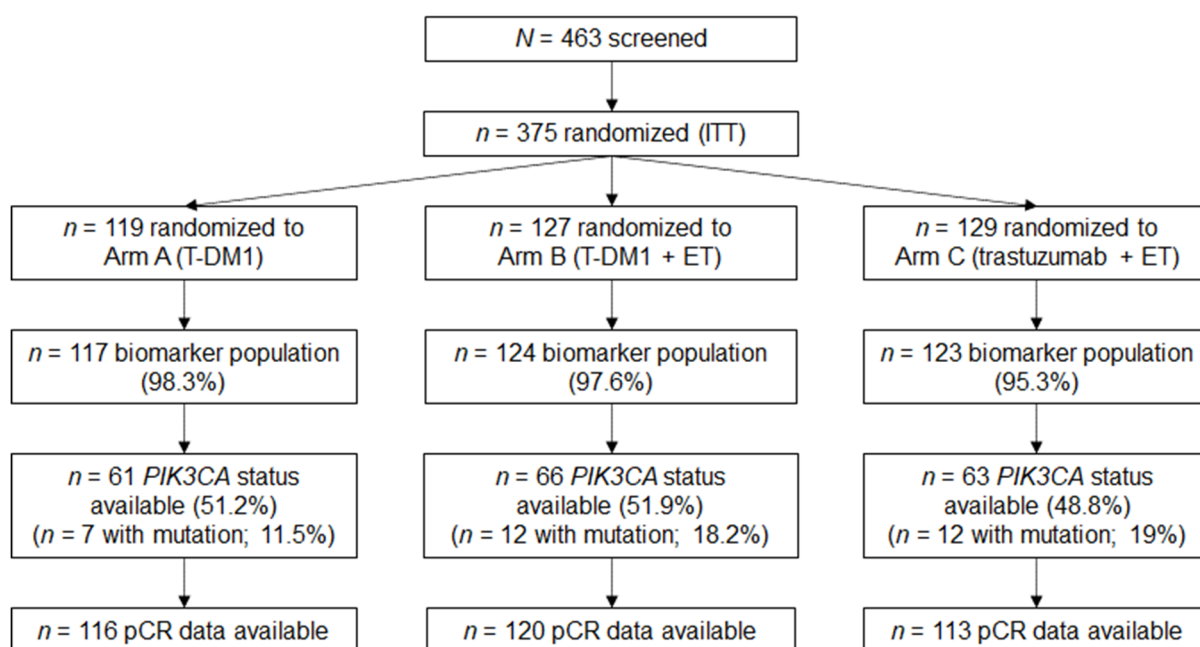 N = 463 screened
n = 375 randomized (ITT)
n = 119 randomized to
Arm A (T-DM1)
n = 127 randomized to
Arm B (T-DM1 + ET)
n = 129 randomized to
Arm C (trastuzumab + ET)
n = 117 biomarker population
(98.3%)
n = 124 biomarker population
(97.6%)
n = 123 biomarker population
(95.3%)
n = 61 PIK3CA status
available (51.2%)
(n = 7 with mutation; 11.5%)
n = 66 PIK3CA status
available (51.9%)
(n = 12 with mutation; 18.2%)
n = 63 PIK3CA status
available (48.8%)
(n = 12 with mutation; 19%)
n = 116 pCR data available
n = 120 pCR data available
n = 113 pCR data available